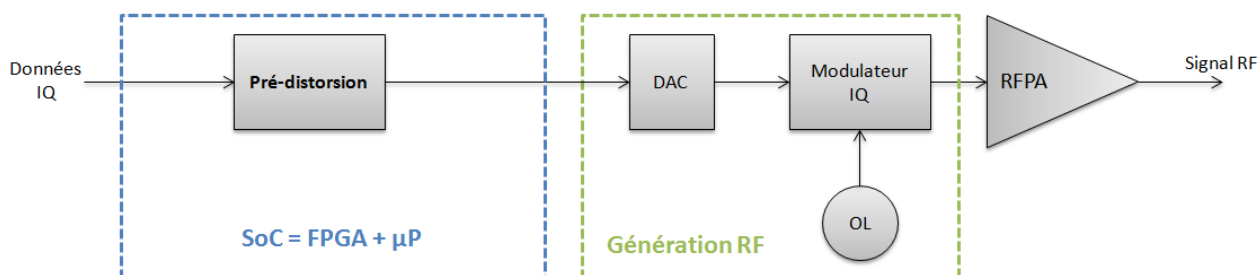 Données
IQ
Pré-distorsion
DAC
Modulateur
IQ
RFPA
Signal RF
OL
SoC = FPGA + µP
Génération RF